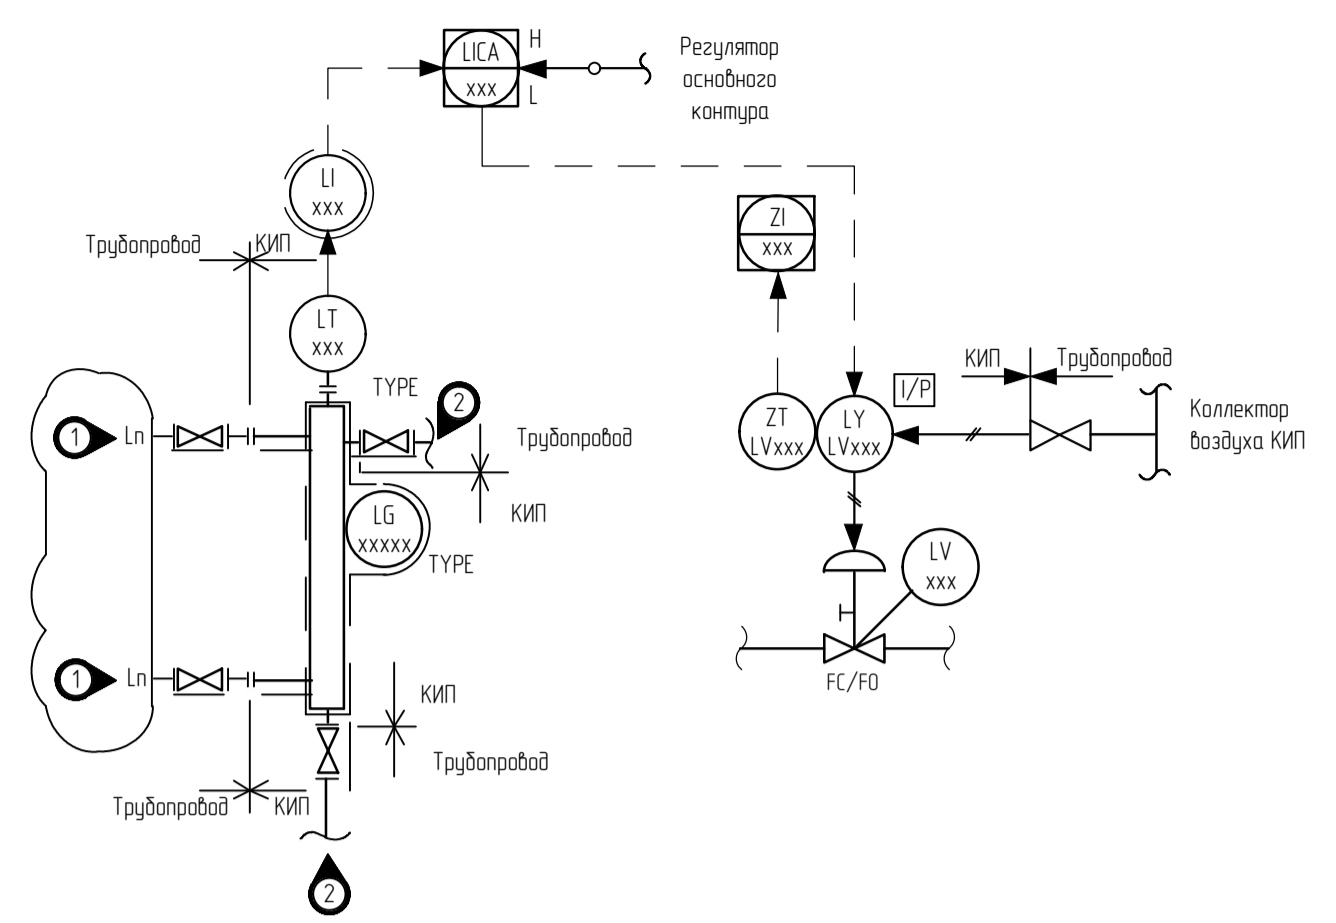 LICA
xxx
H
L
Регулятор
основного
контура
LI
xxx
Трубопровод
КИП
ZI
xxx
LT
xxx
TYPE
2
КИП
Трубопровод
I/P
1
Ln
ZT
LVxxx
LY
LVxxx
Коллектор
воздуха КИП
Трубопровод
КИП
LG
xxxxx
TYPE
LV
xxx
1
Ln
FC/FO
КИП
Трубопровод
Трубопровод
КИП
2